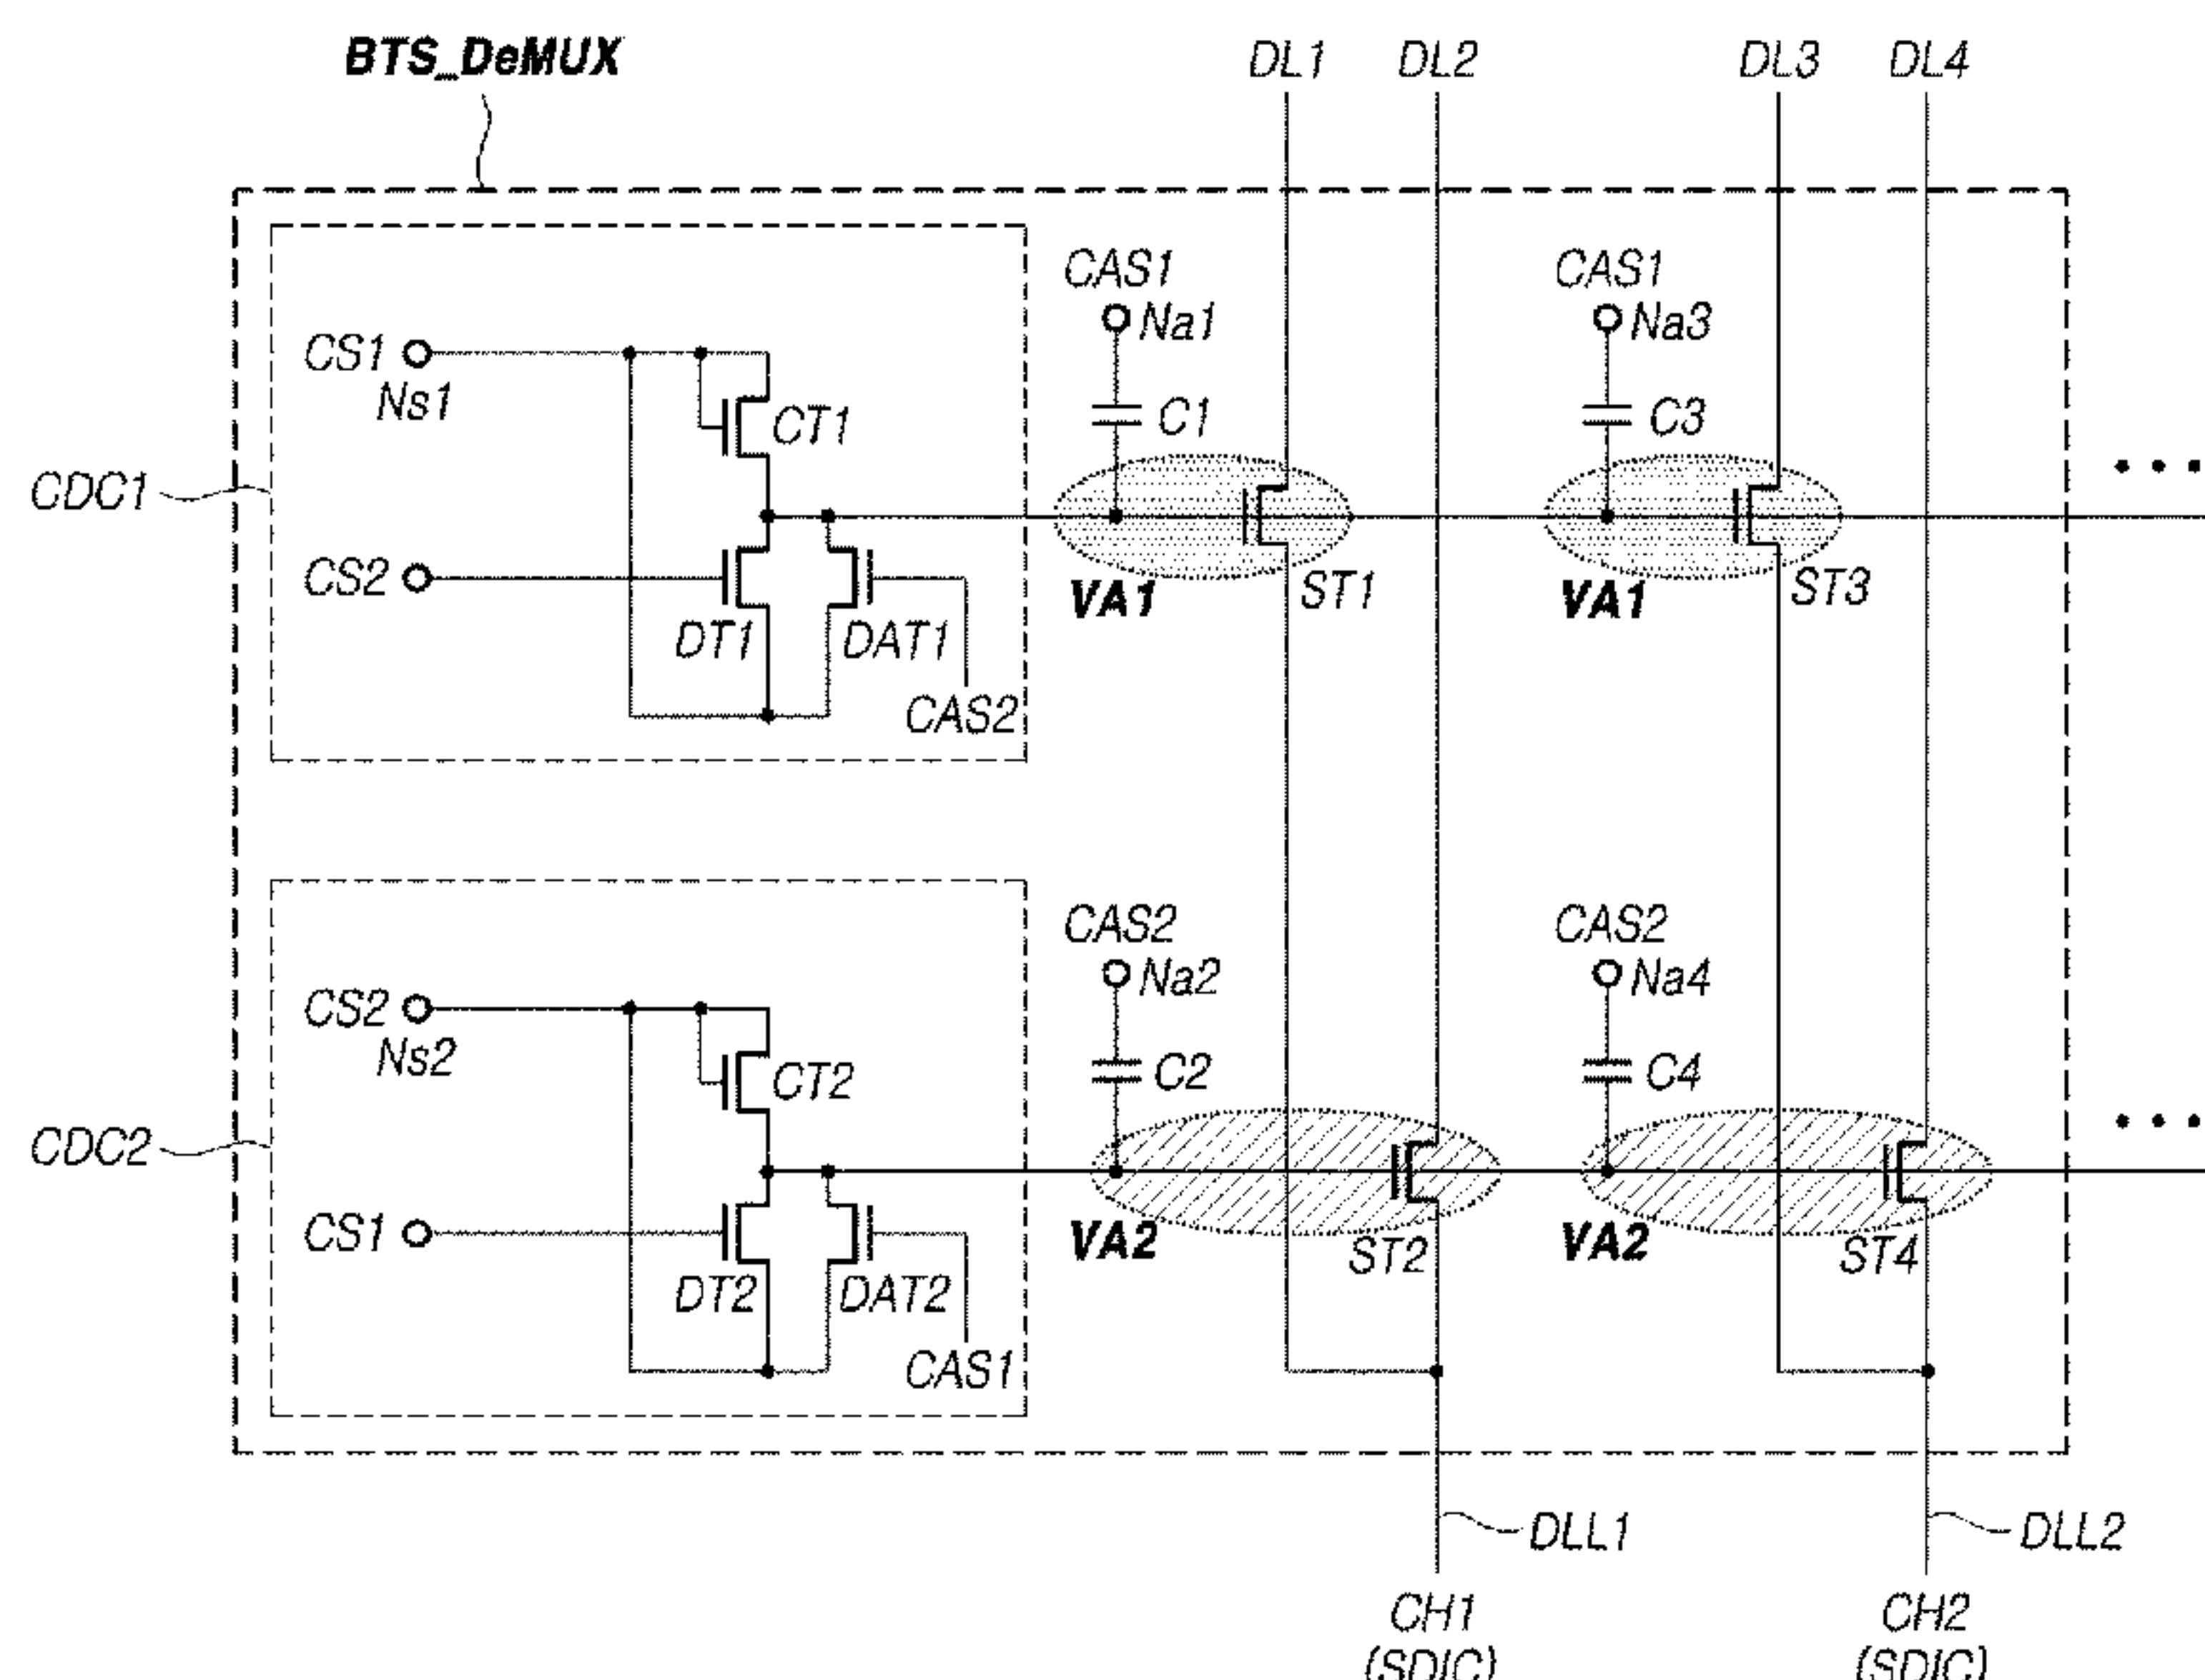 BTS_DeMUX
DL1
DL2
DL3
DL4
CDC1
CS1
Ns1
CT1
CS2
DT1
DAT1
CAS2
CAS1
Na1
C1
VA1
ST1
CAS1
Na3
C3
VA1
ST3
• • •
CDC2
CS2
Ns2
CT2
CS1
DT2
DAT2
CAS1
CAS2
Na2
C2
VA2
ST2
CAS2
Na4
C4
VA2
ST4
• • •
DLL1
DLL2
CH1
(SDIC)
CH2
(SDIC)